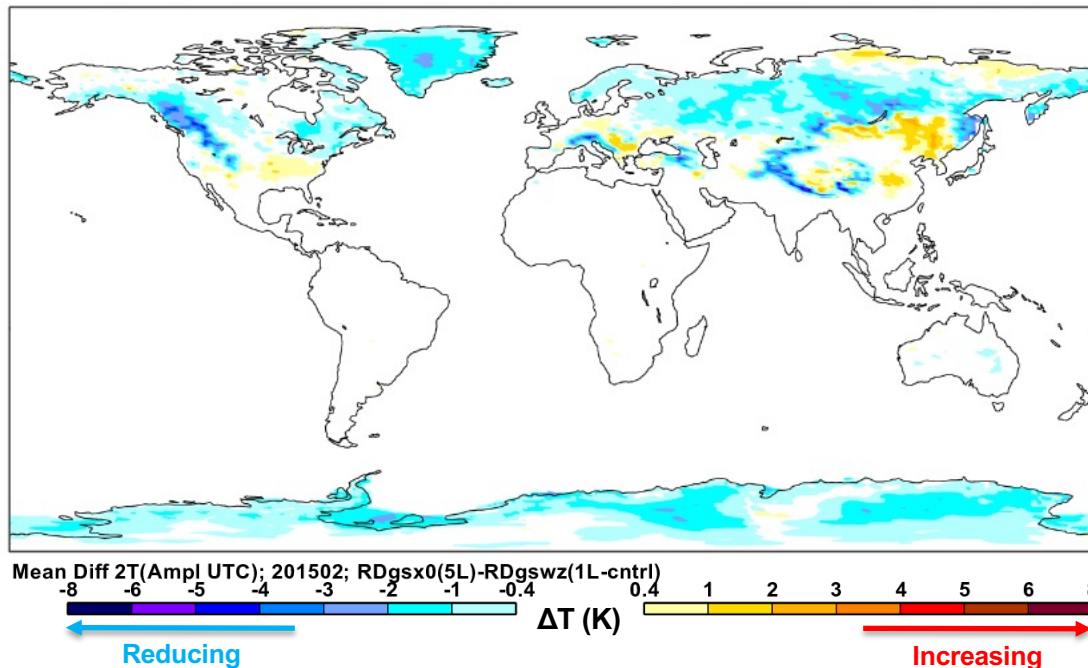 Mean Diff 2T(Ampl UTC); 201502; RDgsx0(5L)-RDgswz(1L-cntrl)
-8 -6 -5 -4 -3 -2 -1 -0.4 0.4 1 2 3 4 5 6 8
ΔT (K)
Reducing Increasing